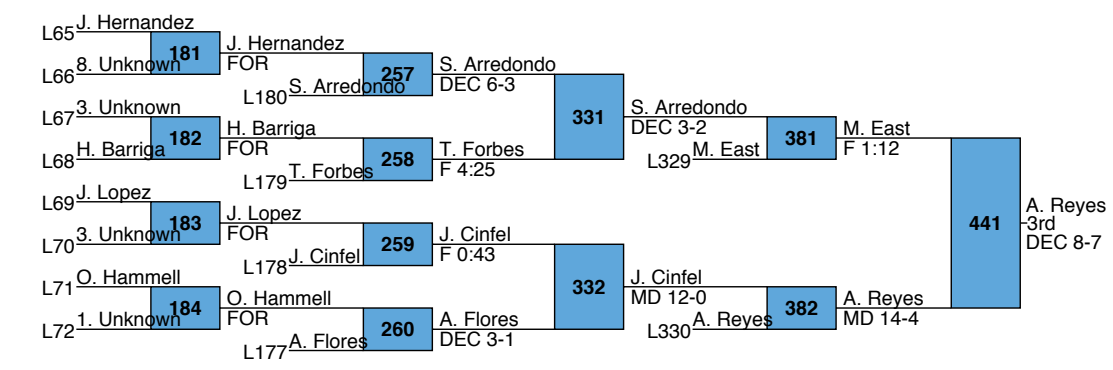 J. Hernandez
L65
181
J. Hernandez
FOR
8. Unknown
L66
257
S. Arredondo
DEC 6-3
S. Arredondo
L180
3. Unknown
L67
331
S. Arredondo
DEC 3-2
182
H. Barriga
FOR
H. Barriga
L68
258
T. Forbes
F 4:25
T. Forbes
L179
381
M. East
F 1:12
M. East
L329
J. Lopez
L69
183
J. Lopez
FOR
3. Unknown
L70
259
J. Cinfel
F 0:43
J. Cinfel
L178
441
A. Reyes
3rd
DEC 8-7
O. Hammell
L71
332
J. Cinfel
MD 12-0
184
O. Hammell
FOR
1. Unknown
L72
260
A. Flores
DEC 3-1
A. Flores
L177
382
A. Reyes
MD 14-4
A. Reyes
L330